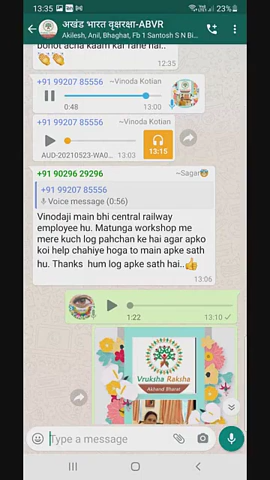 13:35
23%
अखंड भारत वृक्षरक्षा-ABVR
Akilesh, Anil, Bhaghat, Fb 1 Santosh S N Bi...
bohot acha kaam kar rahe hai..
12:35
+91 99207 85556 ~Vinoda Kotian
0:48 13:00
+91 99207 85556 ~Vinoda Kotian
AUD-20210523-WA0... 13:03 13:15
+91 90296 29296 ~Sagar
+91 99207 85556
Voice message (0:56)
Vinodaji main bhi central railway
employee hu. Matunga workshop me
mere kuch log pahchan ke hai agar apko
koi help chahiye hoga to main apke sath
hu. Thanks hum log apke sath hai..
13:06
1:22 13:10
Vruksha Raksha
Akhand Bharat
Type a message